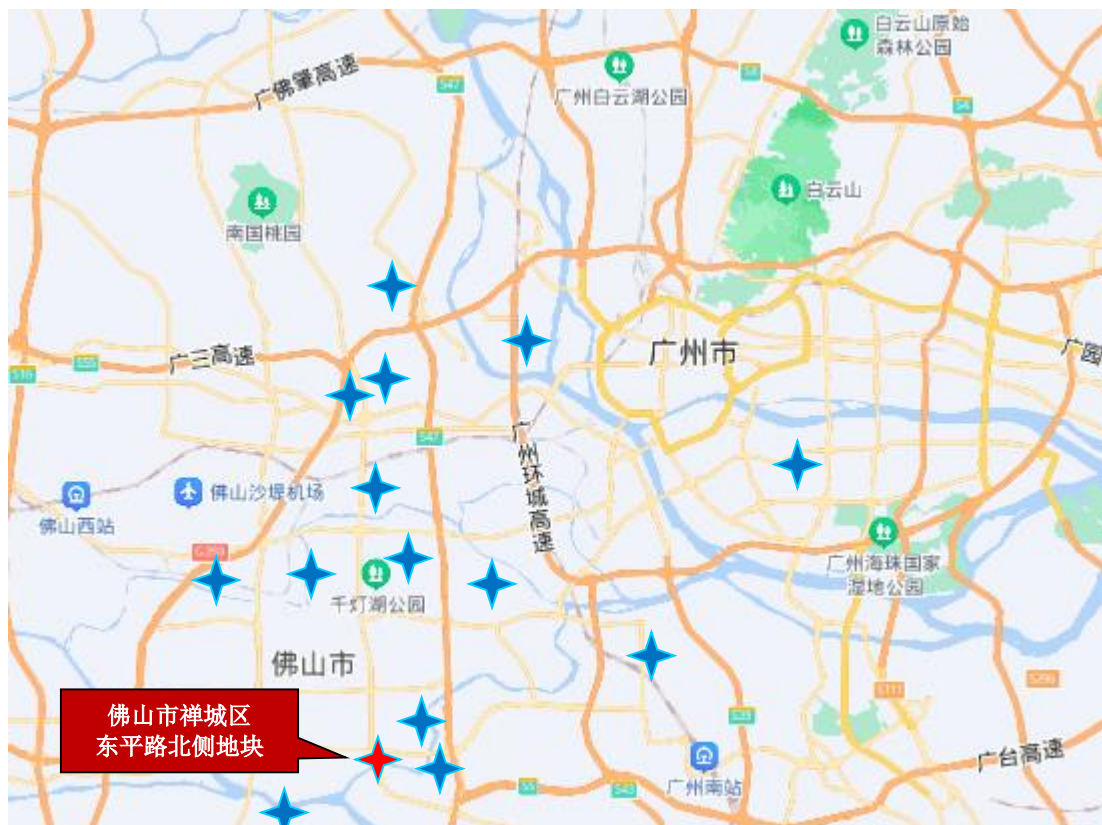 白云山原始
森林公园
广佛肇高速
S47
广州白云湖公园
S8
S4
白云山
南国桃园
广三高速
S55
S16
广州市
广园
S47
广州环城高速
佛山西站
佛山沙堤机场
千灯湖公园
广州海珠国家
湿地公园
佛山市
佛山市禅城区
东平路北侧地块
S111
S296
S39
广州南站
广台高速
S5
S43